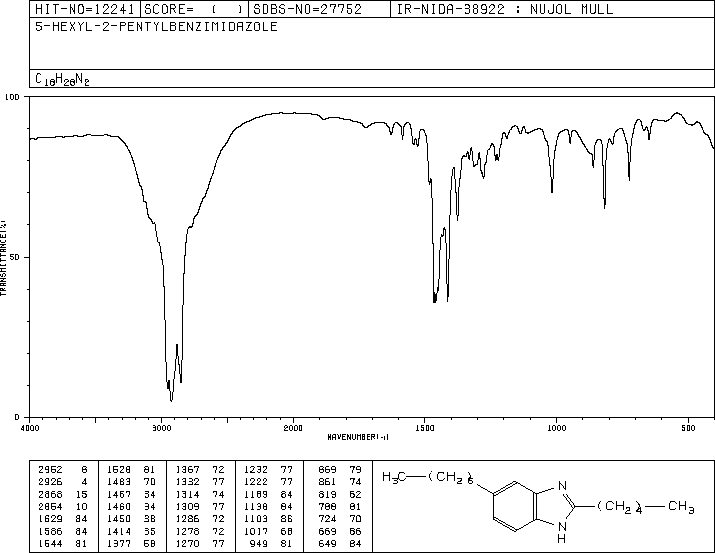 HIT-NO=12241 SCORE= ( ) SDBS-NO=27752 IR-NIDA-38922 : NUJOL MULL
5-HEXYL-2-PENTYLBENZIMIDAZOLE
C18H28N2
100
50
0
TRANSMITTANCE(%)
4000 3000 2000 1500 1000 500
WAVENUMBER(-1)
2952 6 1528 81 1367 72 1232 77 869 79
2926 4 1483 70 1332 77 1222 77 861 74
2868 15 1467 34 1314 74 1189 84 819 62
2854 10 1460 34 1309 77 1138 84 788 81
1629 84 1450 38 1286 72 1103 86 724 70
1586 84 1414 35 1278 72 1017 68 669 86
1544 81 1377 58 1270 77 949 81 649 84
H3C (CH2)5
N
(CH2)4 CH3
N
H